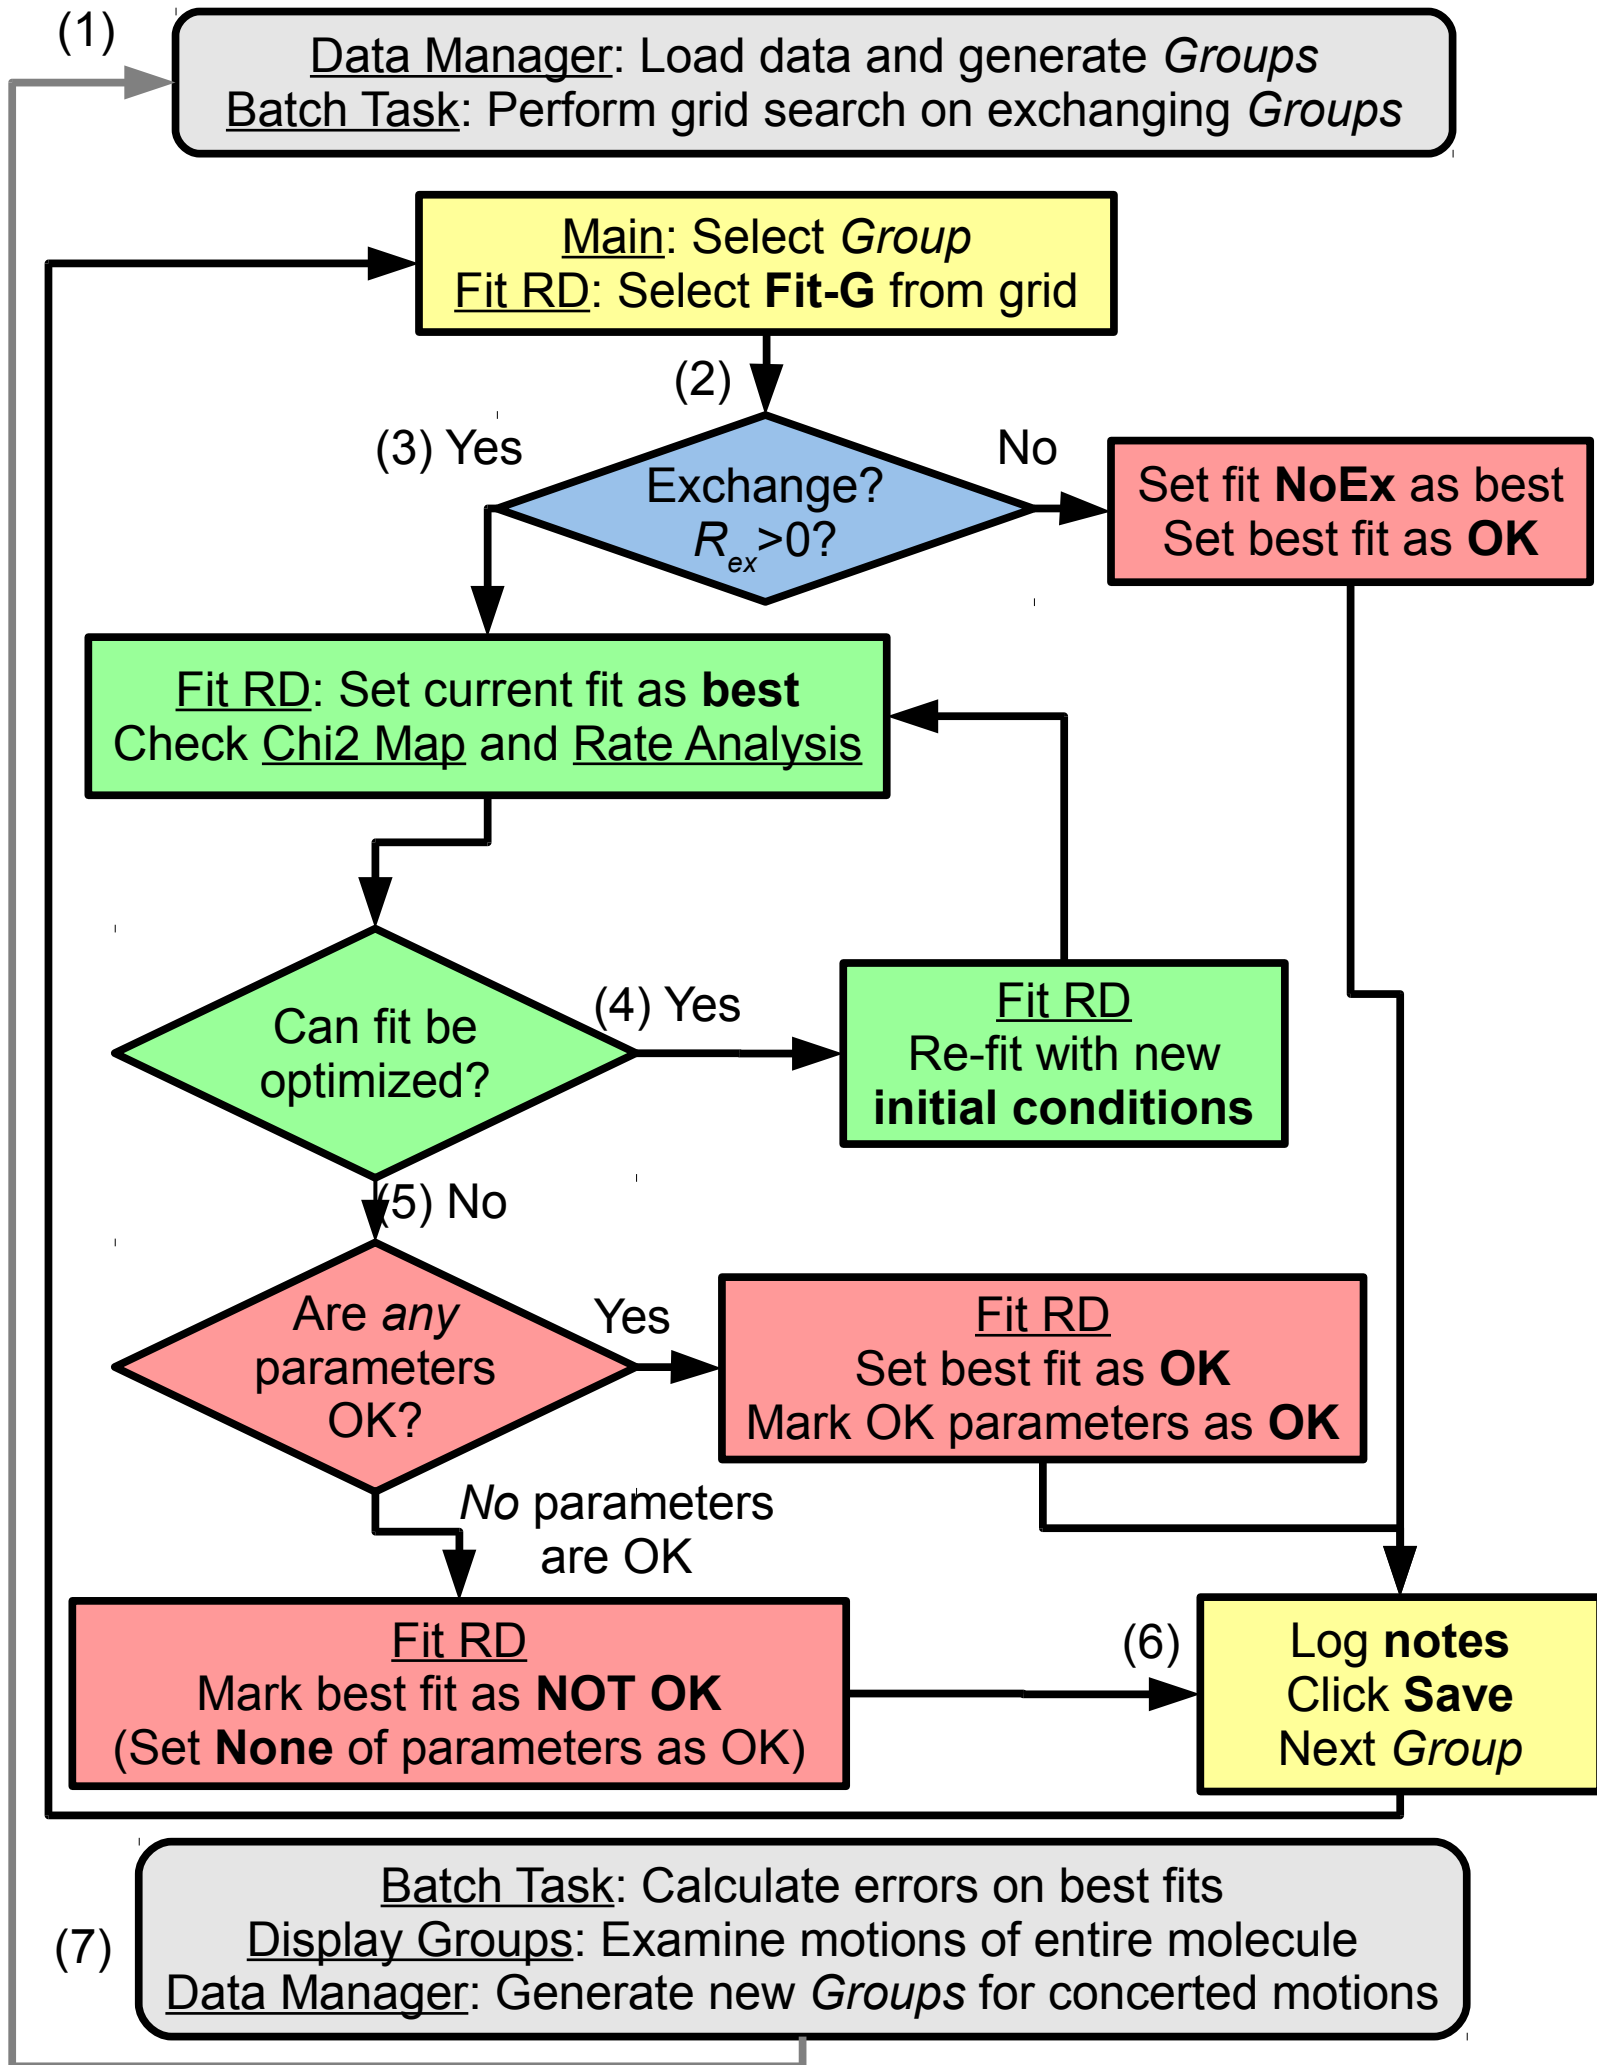 (1)
Data Manager: Load data and generate Groups
Batch Task: Perform grid search on exchanging Groups
Main: Select Group
Fit RD: Select Fit-G from grid
(2)
(3) Yes
No
Exchange?
Rex>0?
Set fit NoEx as best
Set best fit as OK
Fit RD: Set current fit as best
Check Chi2 Map and Rate Analysis
Can fit be
optimized?
(4) Yes
Fit RD
Re-fit with new
initial conditions
(5) No
Are any
parameters
OK?
Yes
Fit RD
Set best fit as OK
Mark OK parameters as OK
No parameters
are OK
Fit RD
Mark best fit as NOT OK
(Set None of parameters as OK)
(6)
Log notes
Click Save
Next Group
(7)
Batch Task: Calculate errors on best fits
Display Groups: Examine motions of entire molecule
Data Manager: Generate new Groups for concerted motions